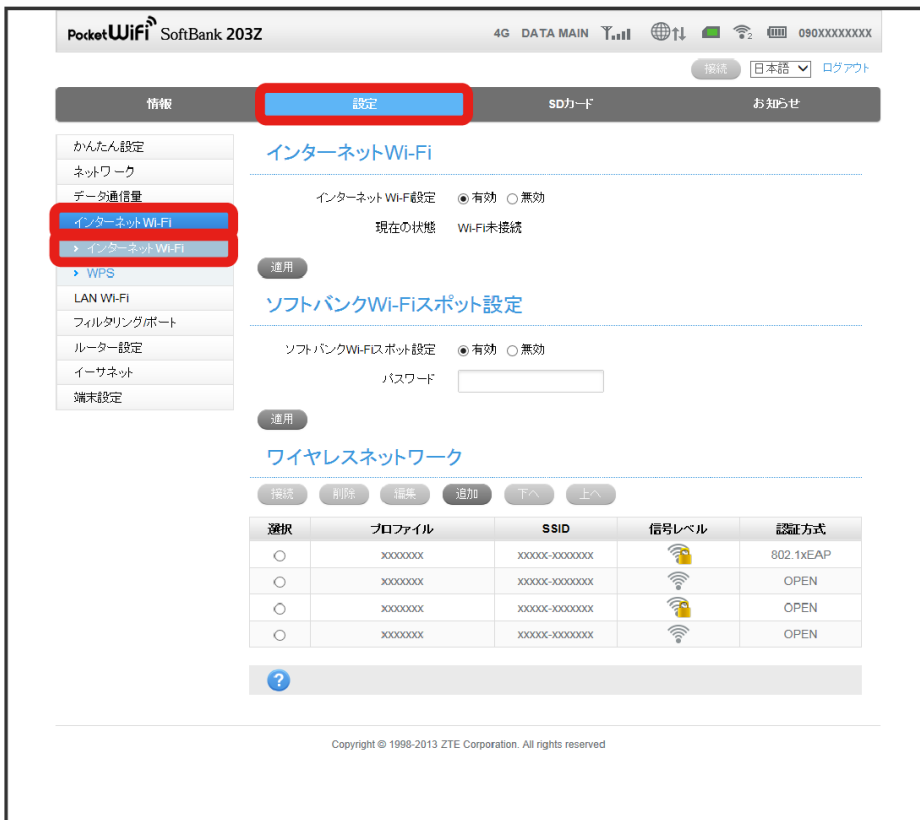 PocketWiFi SoftBank 203Z 4G DATA MAIN 2 090XXXXXXXX
接続 日本語 ログアウト
情報 設定 SDカード お知らせ
かんたん設定
ネットワーク
データ通信量
インターネット Wi-Fi
› インターネット Wi-Fi
› WPS
LAN Wi-Fi
フィルタリング/ポート
ルーター設定
イーサネット
端末設定
インターネットWi-Fi
インターネット Wi-Fi設定 有効 無効
現在の状態 Wi-Fi未接続
適用
ソフトバンクWi-Fiスポット設定
ソフトバンクWi-Fiスポット設定 有効 無効
パスワード
適用
ワイヤレスネットワーク
接続 削除 編集 追加 下へ 上へ
選択 プロファイル SSID 信号レベル 認証方式
xxxxxxx xxxxx-xxxxxxx 802.1xEAP
xxxxxxx xxxxx-xxxxxxx OPEN
xxxxxxx xxxxx-xxxxxxx OPEN
xxxxxxx xxxxx-xxxxxxx OPEN
?
Copyright © 1998-2013 ZTE Corporation. All rights reserved